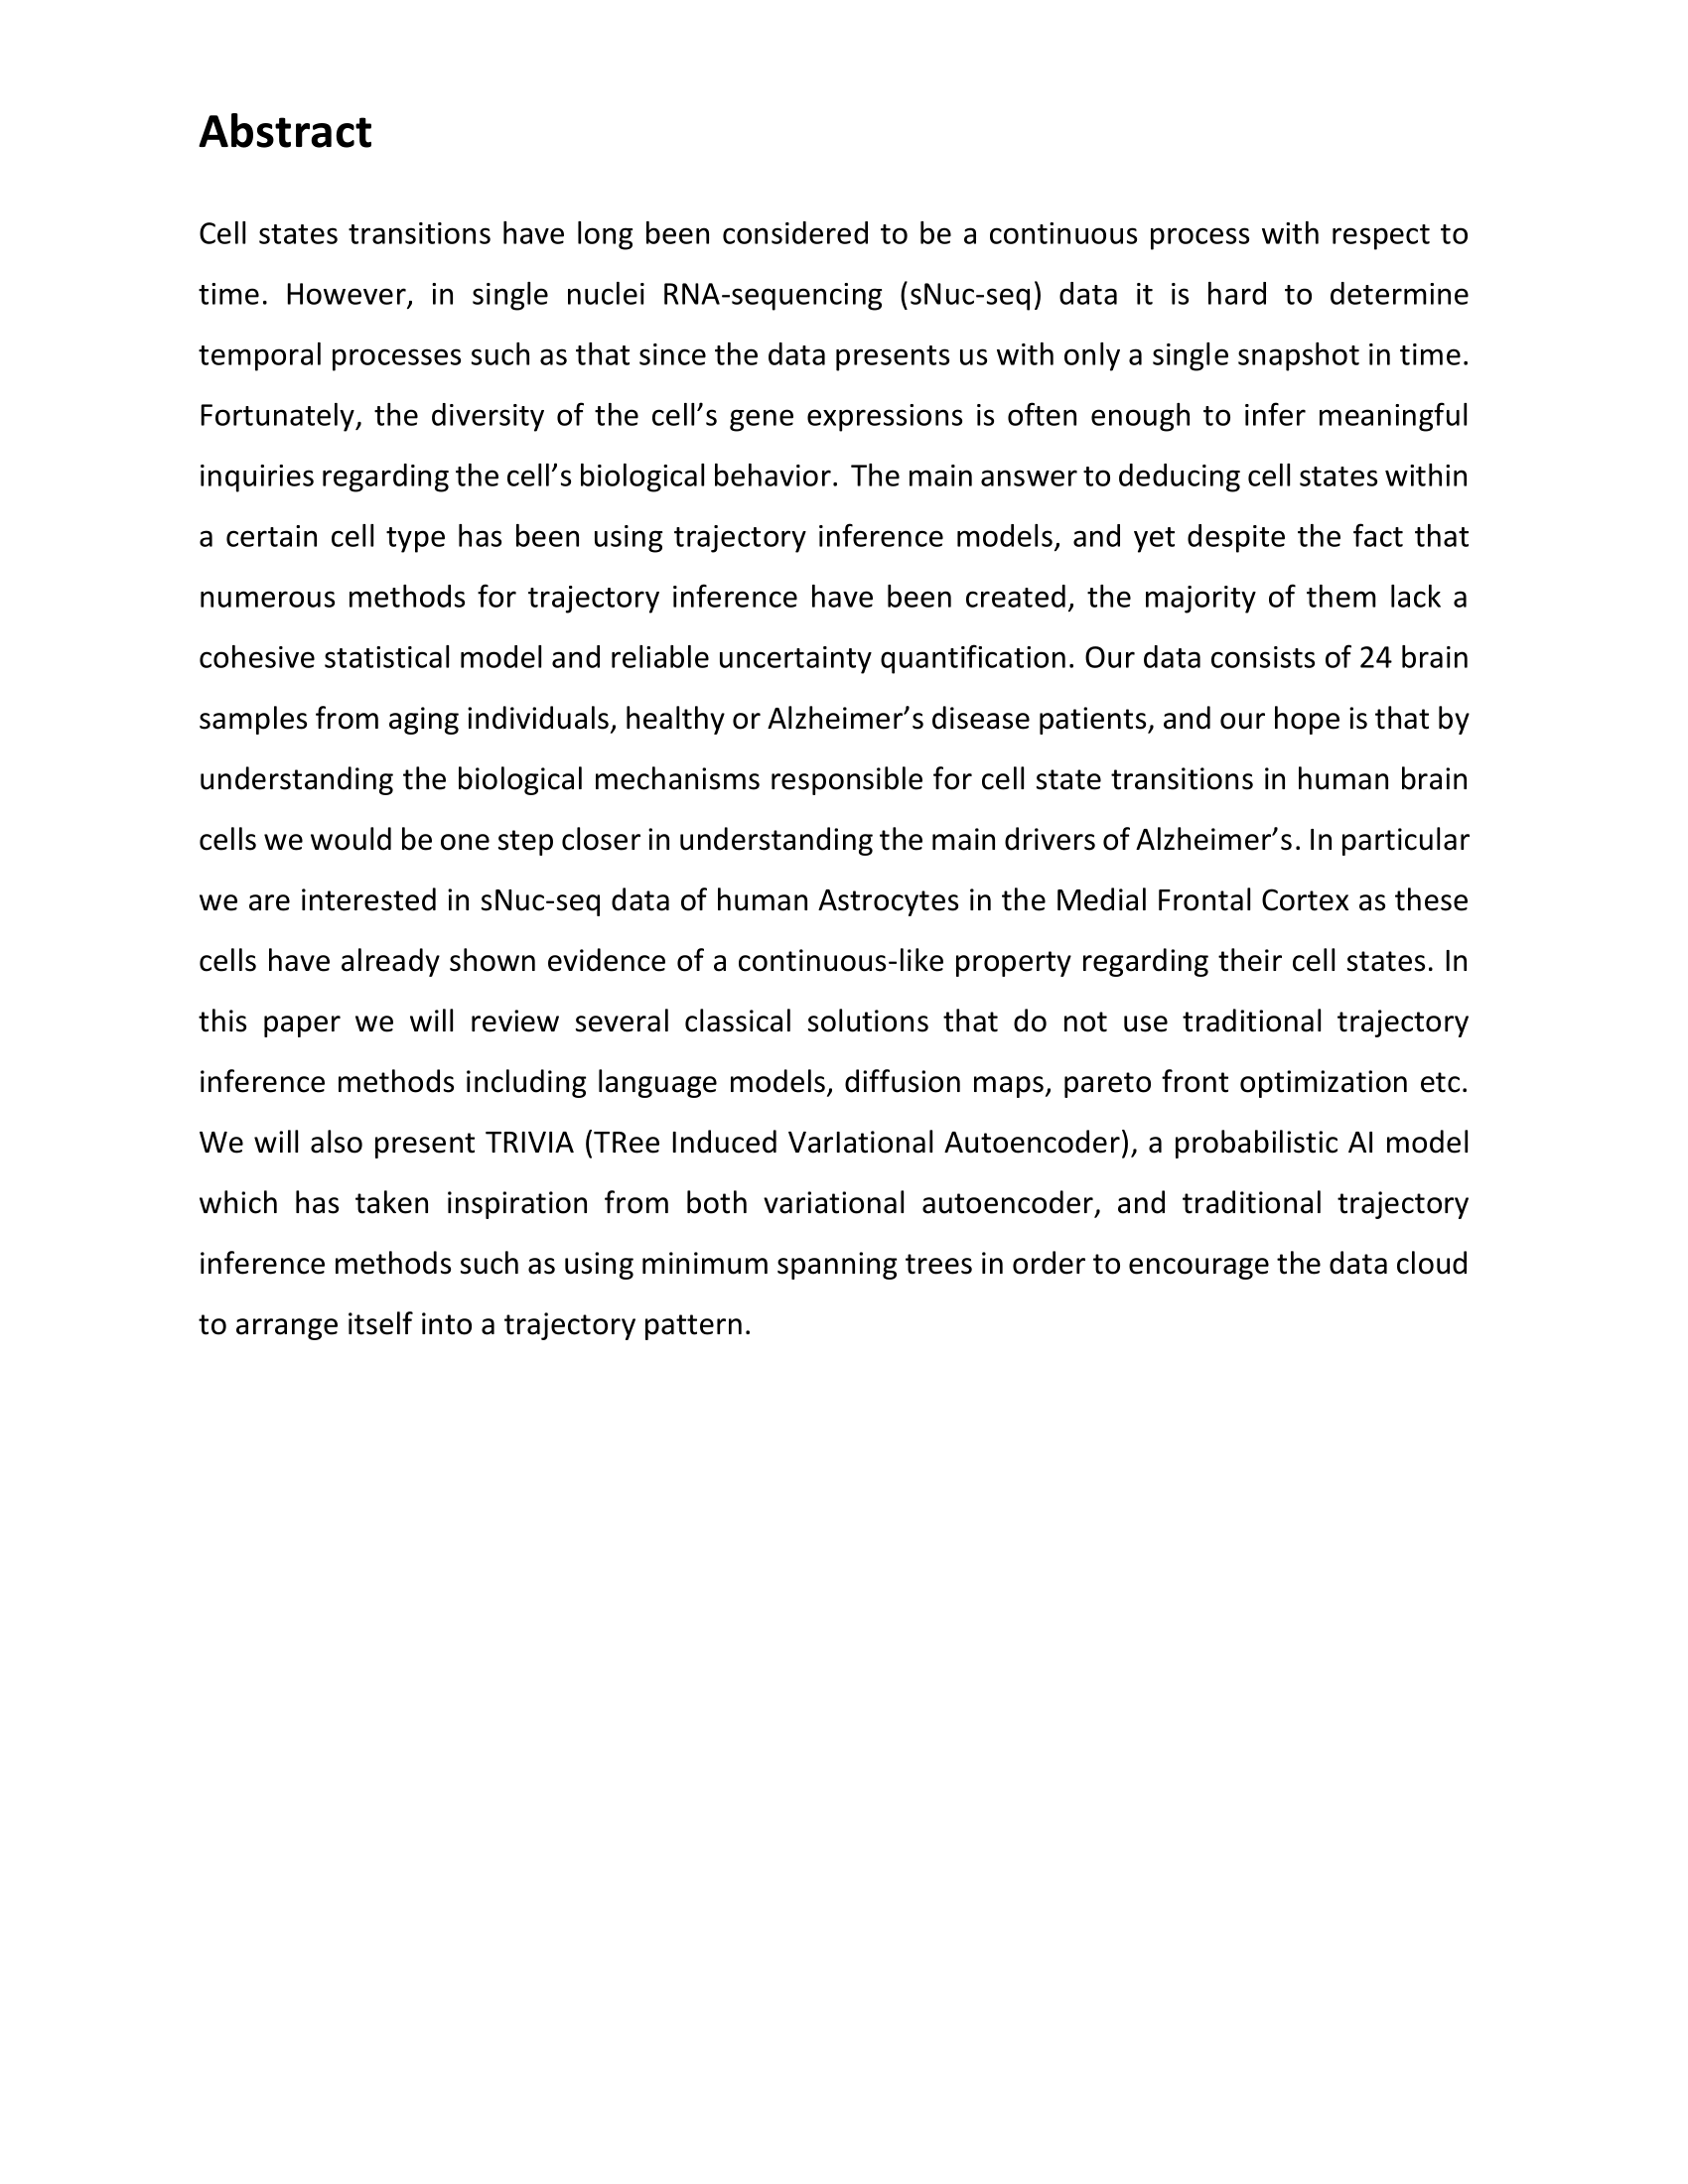 Abstract
Cell states transitions have long been considered to be a continuous process with respect to
time. However, in single nuclei RNA-sequencing (sNuc-seq) data it is hard to determine
temporal processes such as that since the data presents us with only a single snapshot in time.
Fortunately, the diversity of the cell’s gene expressions is often enough to infer meaningful
inquiries regarding the cell’s biological behavior.  The main answer to deducing cell states within
a certain cell type has been using trajectory inference models, and yet despite the fact that
numerous methods for trajectory inference have been created, the majority of them lack a
cohesive statistical model and reliable uncertainty quantification. Our data consists of 24 brain
samples from aging individuals, healthy or Alzheimer’s disease patients, and our hope is that by
understanding the biological mechanisms responsible for cell state transitions in human brain
cells we would be one step closer in understanding the main drivers of Alzheimer’s. In particular
we are interested in sNuc-seq data of human Astrocytes in the Medial Frontal Cortex as these
cells have already shown evidence of a continuous-like property regarding their cell states. In
this paper we will review several classical solutions that do not use traditional trajectory
inference methods including language models, diffusion maps, pareto front optimization etc.
We will also present TRIVIA (TRee Induced VarIational Autoencoder), a probabilistic AI model
which has taken inspiration from both variational autoencoder, and traditional trajectory
inference methods such as using minimum spanning trees in order to encourage the data cloud
to arrange itself into a trajectory pattern.